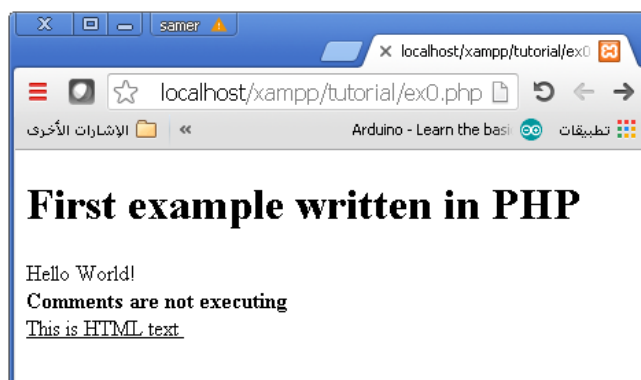 samer
localhost/xampp/tutorial/ex0
localhost/xampp/tutorial/ex0.php
تطبيقات
Arduino - Learn the basi
»
الإشارات الأخرى
First example written in PHP
Hello World!
Comments are not executing
This is HTML text